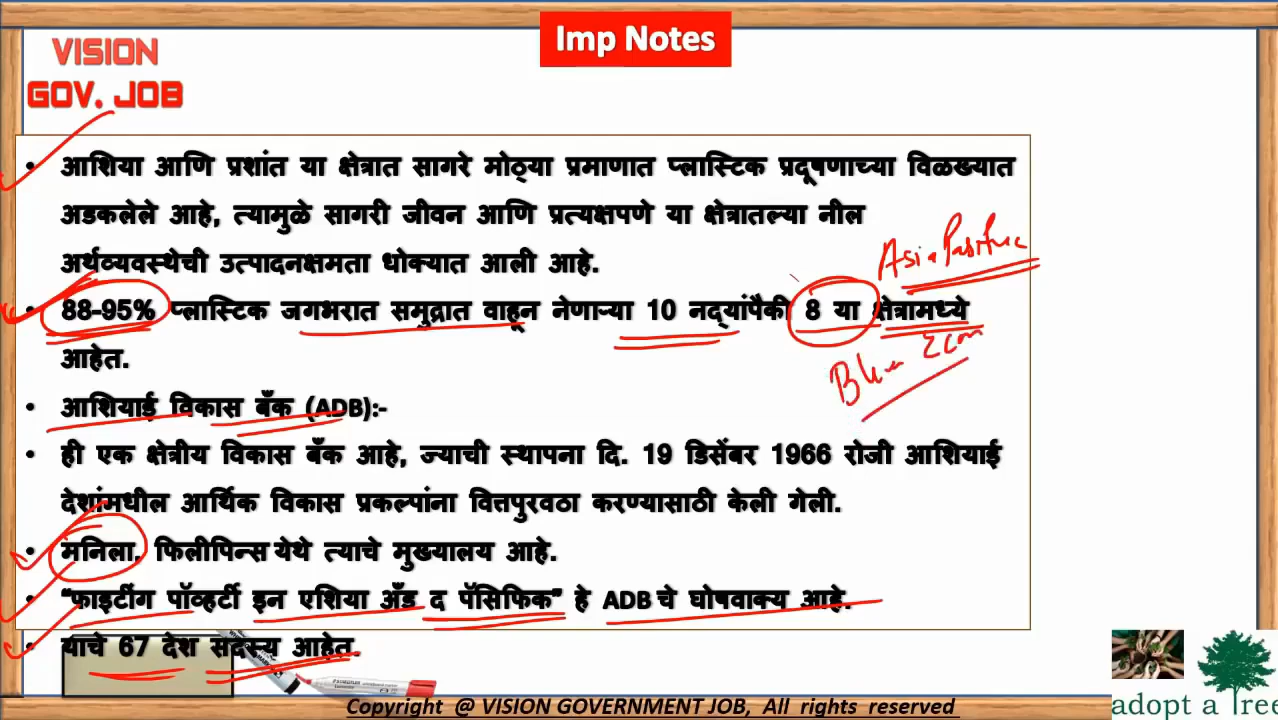 Imp Notes
VISION
GOV. JOB
• आशिया आणि प्रशांत या क्षेत्रात सागरे मोठ्या प्रमाणात प्लास्टिक प्रदूषणाच्या विळख्यात
अडकलेले आहे, त्यामुळे सागरी जीवन आणि प्रत्यक्षपणे या क्षेत्रातल्या नील
अर्थव्यवस्थेची उत्पादनक्षमता धोक्यात आली आहे.
• 88-95% प्लास्टिक जगभरात समुद्रात वाहून नेणाऱ्या 10 नद्यांपैकी 8 या क्षेत्रामध्ये
आहेत.
• आशियाई विकास बँक (ADB):-
• ही एक क्षेत्रीय विकास बँक आहे, ज्याची स्थापना दि. 19 डिसेंबर 1966 रोजी आशियाई
देशांमधील आर्थिक विकास प्रकल्पांना वित्तपुरवठा करण्यासाठी केली गेली.
• मनिला, फिलीपिन्स येथे त्याचे मुख्यालय आहे.
• “फाइटींग पॉव्हर्टी इन एशिया अँड द पॅसिफिक” हे ADB चे घोषवाक्य आहे.
• याचे 67 देश सदस्य आहेत.
Copyright @ VISION GOVERNMENT JOB, All rights reserved
adopt a Tree